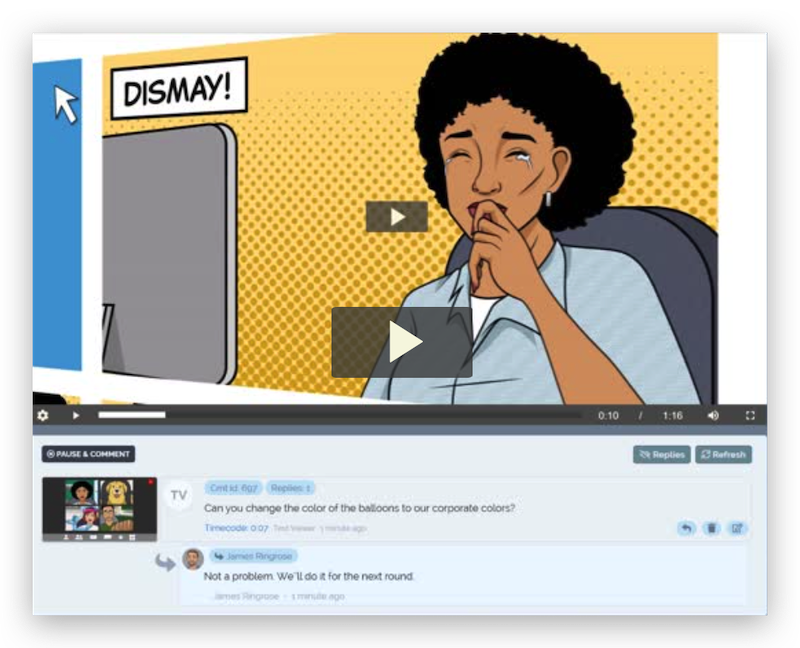 DISMAY!
0:10 / 1:16
PAUSE & COMMENT
Replies Refresh
TV
Cmt Id: 697 Replies: 1
Can you change the color of the balloons to our corporate colors?
Timecode: 0:07 Test Viewer 1 minute ago
James Ringrose
Not a problem. We'll do it for the next round.
...James Ringrose - 1 minute ago